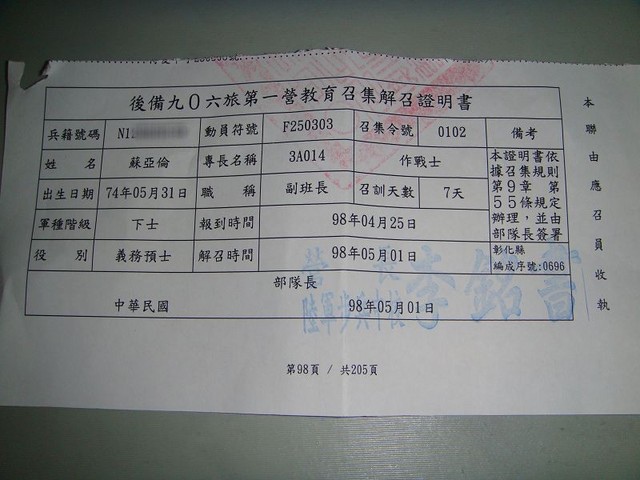 後備九０六旅第一營教育召集解召證明書
兵籍號碼 N1 動員符號 F250303 召集令號 0102 備考
姓 名 蘇亞倫 專長名稱 3A014 作戰士
出生日期 74年05月31日 職 稱 副班長 召訓天數 7天
軍種階級 下士 報到時間 98年04月25日
役 別 義務預士 解召時間 98年05月01日
本證明書依
據召集規則
第９章 第
５５條規定
辦理，並由
部隊長簽署
彰化縣
編成序號:0696
部隊長
中華民國 98年05月01日
營 長
李銘
第98頁 / 共205頁
本聯由應召員收執